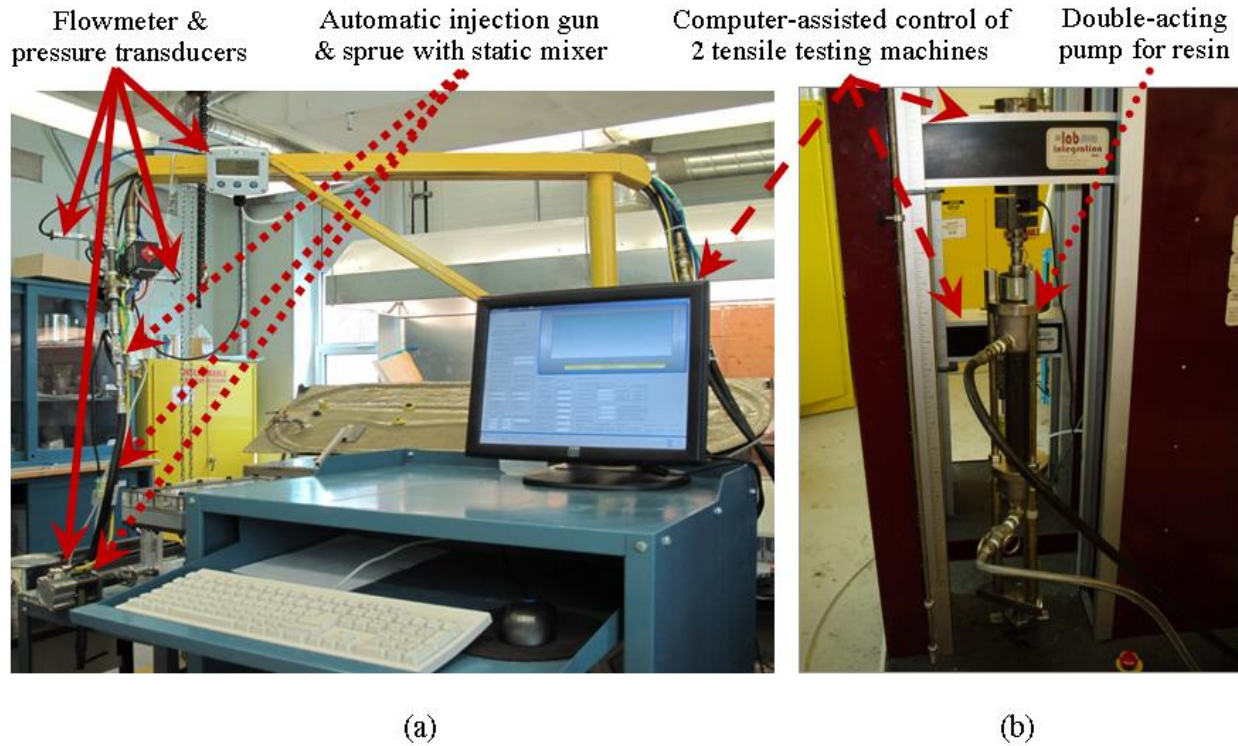 Flowmeter &
pressure transducers
Automatic injection gun
& sprue with static mixer
Computer-assisted control of
2 tensile testing machines
Double-acting
pump for resin
lab
integration
(a)
(b)